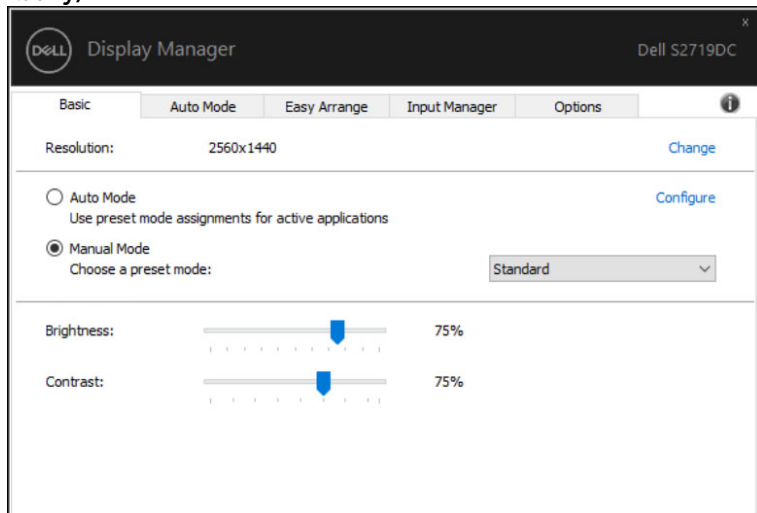 x
DELL Display Manager Dell S2719DC
Basic Auto Mode Easy Arrange Input Manager Options i
Resolution: 2560x1440 Change
Auto Mode Configure
Use preset mode assignments for active applications
Manual Mode
Choose a preset mode: Standard
Brightness: 75%
Contrast: 75%